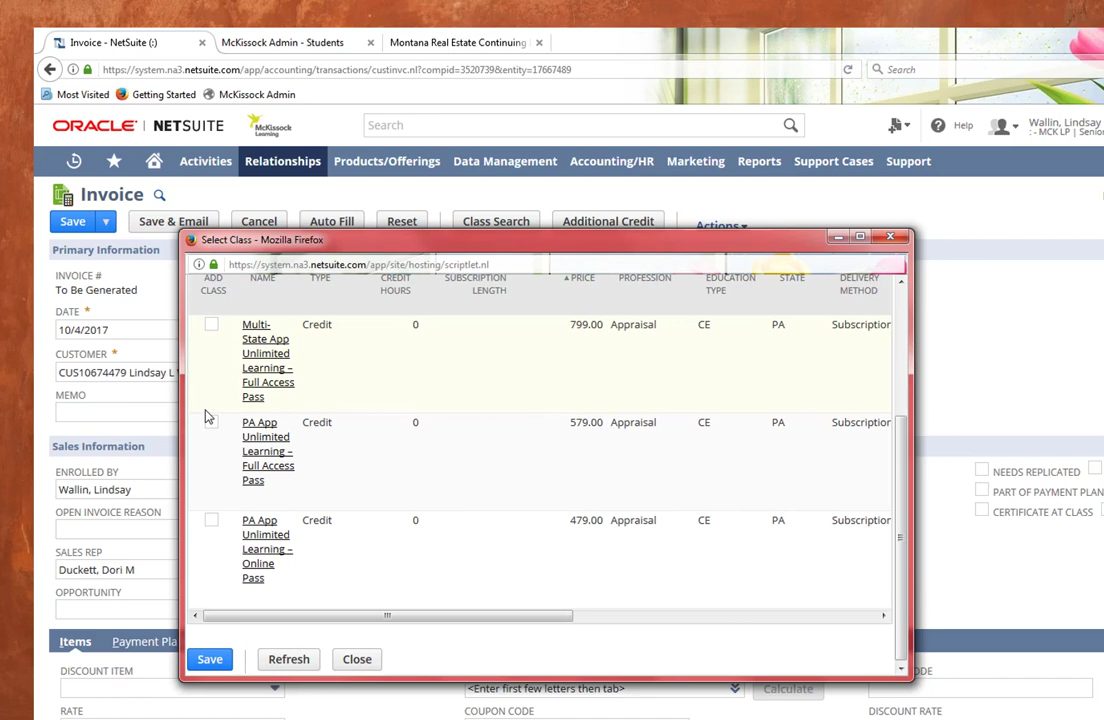 Invoice - NetSuite (:)
McKissock Admin - Students
Montana Real Estate Continuing
https://system.na3.netsuite.com/app/accounting/transactions/custinvc.nl?compid=3520739&entity=17667489
Search
Most Visited
Getting Started
McKissock Admin
ORACLE | NETSUITE
McKissock
Learning
Search
Help
Wallin, Lindsay
: - MCK LP | Senior
Activities
Relationships
Products/Offerings
Data Management
Accounting/HR
Marketing
Reports
Support Cases
Support
Invoice
Save
Save & Email
Cancel
Auto Fill
Reset
Class Search
Additional Credit
Actions
Primary Information
INVOICE #
To Be Generated
DATE *
10/4/2017
CUSTOMER *
CUS10674479 Lindsay L
MEMO
Sales Information
ENROLLED BY
Wallin, Lindsay
OPEN INVOICE REASON
SALES REP
Duckett, Dori M
OPPORTUNITY
NEEDS REPLICATED
PART OF PAYMENT PLAN
CERTIFICATE AT CLASS
Select Class - Mozilla Firefox
https://system.na3.netsuite.com/app/site/hosting/scriptlet.nl
ADD
CLASS
NAME
TYPE
CREDIT
HOURS
SUBSCRIPTION
LENGTH
PRICE
PROFESSION
EDUCATION
TYPE
STATE
DELIVERY
METHOD
Multi-
State App
Unlimited
Learning –
Full Access
Pass
Credit
0
799.00
Appraisal
CE
PA
Subscription
PA App
Unlimited
Learning –
Full Access
Pass
Credit
0
579.00
Appraisal
CE
PA
Subscription
PA App
Unlimited
Learning –
Online
Pass
Credit
0
479.00
Appraisal
CE
PA
Subscription
Save
Refresh
Close
Items
Payment Pla
DISCOUNT ITEM
<Enter first few letters then tab>
Calculate
RATE
COUPON CODE
DISCOUNT RATE